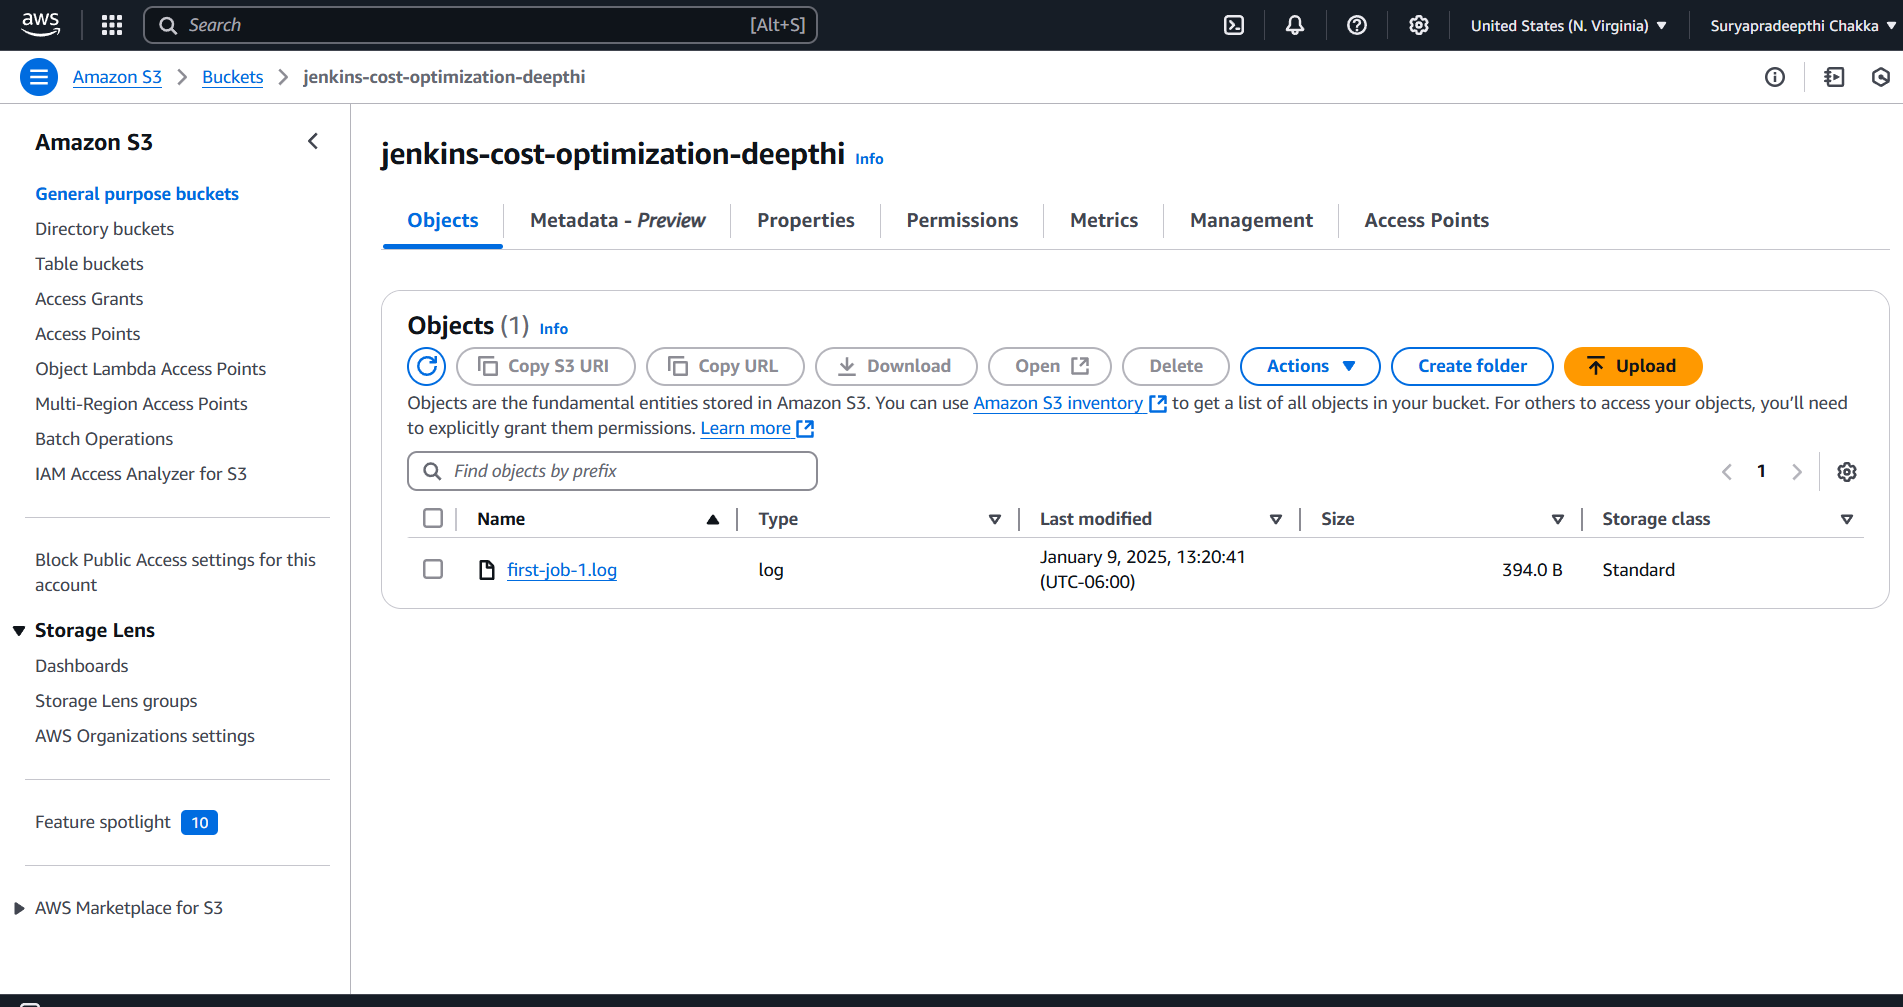 aws
Search
[Alt+S]
United States (N. Virginia)
Suryapradeepthi Chakka
Amazon S3
Buckets
jenkins-cost-optimization-deepthi
Amazon S3
General purpose buckets
Directory buckets
Table buckets
Access Grants
Access Points
Object Lambda Access Points
Multi-Region Access Points
Batch Operations
IAM Access Analyzer for S3
Block Public Access settings for this
account
Storage Lens
Dashboards
Storage Lens groups
AWS Organizations settings
Feature spotlight 10
AWS Marketplace for S3
jenkins-cost-optimization-deepthi Info
Objects
Metadata - Preview
Properties
Permissions
Metrics
Management
Access Points
Objects (1) Info
Copy S3 URI
Copy URL
Download
Open
Delete
Actions
Create folder
Upload
Objects are the fundamental entities stored in Amazon S3. You can use Amazon S3 inventory to get a list of all objects in your bucket. For others to access your objects, you'll need
to explicitly grant them permissions. Learn more
Find objects by prefix
1
Name
Type
Last modified
Size
Storage class
first-job-1.log
log
January 9, 2025, 13:20:41
(UTC-06:00)
394.0 B
Standard